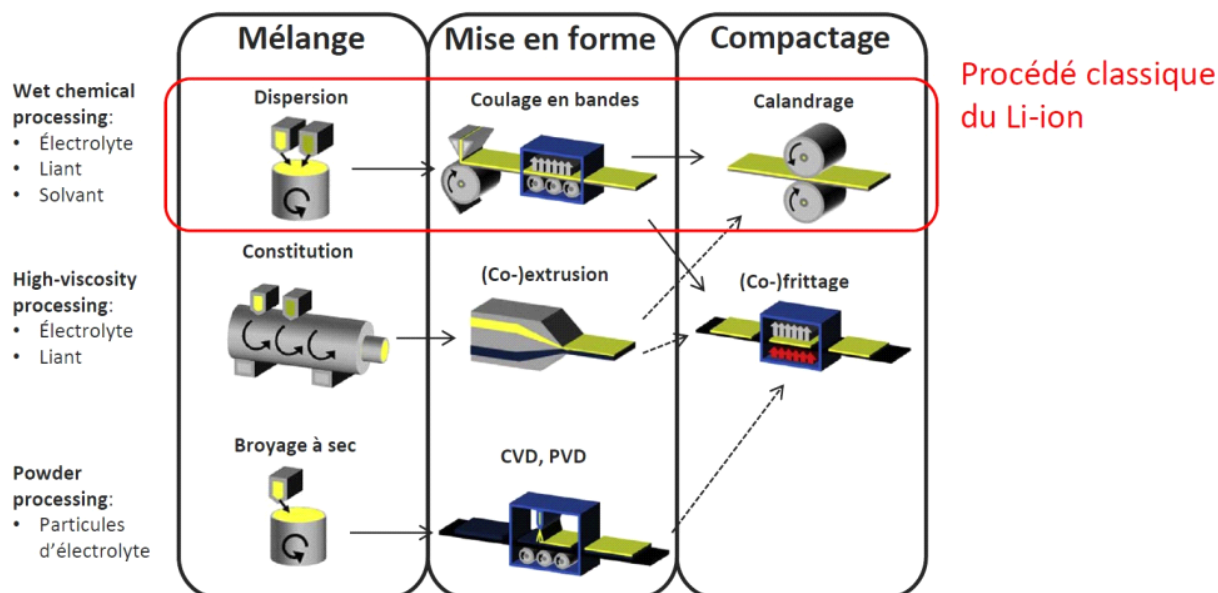 Mélange
Mise en forme
Compactage
Procédé classique
du Li-ion
Wet chemical
processing:
• Électrolyte
• Liant
• Solvant
Dispersion
Coulage en bandes
Calandrage
High-viscosity
processing:
• Électrolyte
• Liant
Constitution
(Co-)extrusion
(Co-)frittage
Powder
processing:
• Particules
d’électrolyte
Broyage à sec
CVD, PVD